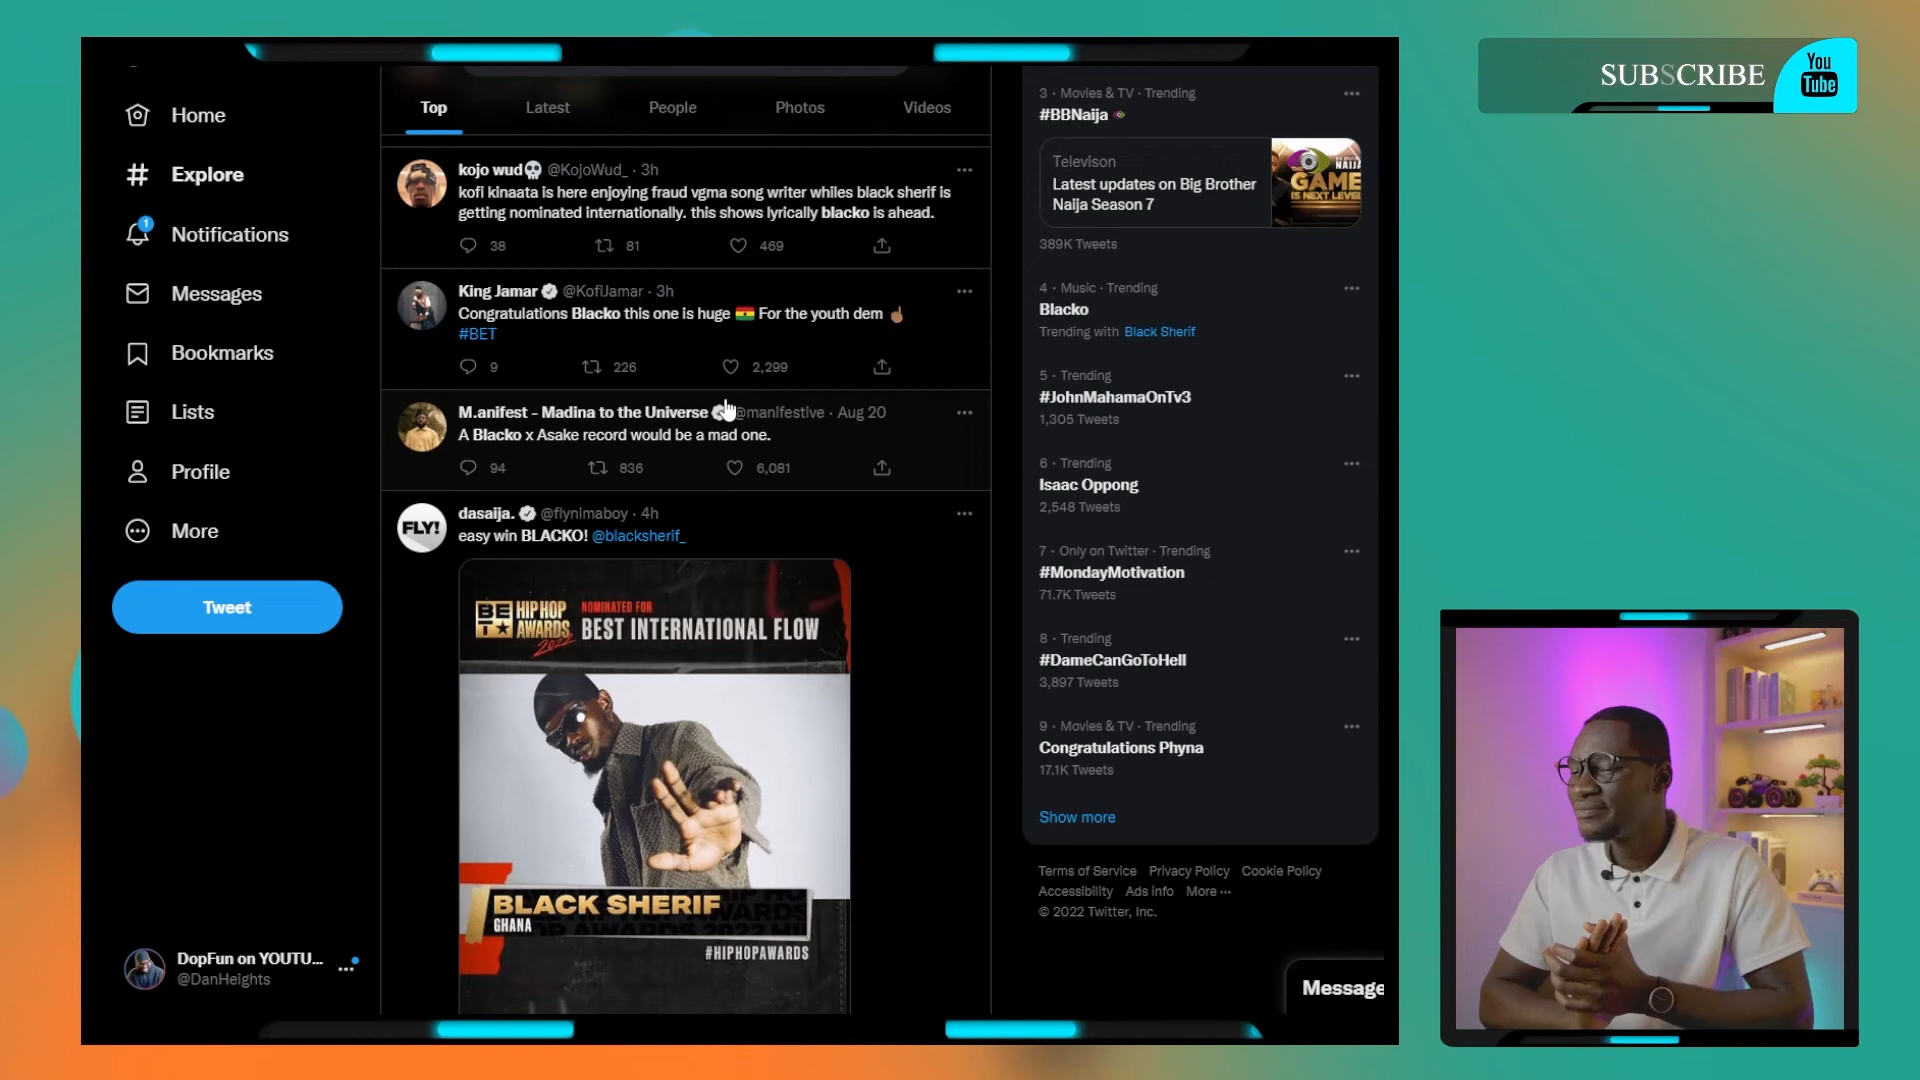 Home
Explore
1
Notifications
Messages
Bookmarks
Lists
Profile
More
Tweet
DopFun on YOUTU...
@DanHeights
Top Latest People Photos Videos
kojo wud @KojoWud_ · 3h
kofi kinaata is here enjoying fraud vgma song writer whiles black sherif is
getting nominated internationally. this shows lyrically blacko is ahead.
38 81 469
King Jamar @KofiJamar · 3h
Congratulations Blacko this one is huge 🇬🇭 For the youth dem ☝🏾
#BET
9 226 2,299
M.anifest - Madina to the Universe @manifestive · Aug 20
A Blacko x Asake record would be a mad one.
94 836 6,081
FLY!
dasaija. @flynimaboy · 4h
easy win BLACKO! @blacksherif_
BET HIP HOP
AWARDS
2022
NOMINATED FOR
BEST INTERNATIONAL FLOW
BLACK SHERIF
GHANA
#HIPHOPAWARDS
3 · Movies & TV · Trending
#BBNaija
Televison
Latest updates on Big Brother
Naija Season 7
NAIJA
GAME
IS NEXT LEVEL
389K Tweets
4 · Music · Trending
Blacko
Trending with Black Sherif
5 · Trending
#JohnMahamaOnTv3
1,305 Tweets
6 · Trending
Isaac Oppong
2,548 Tweets
7 · Only on Twitter · Trending
#MondayMotivation
71.7K Tweets
8 · Trending
#DameCanGoToHell
3,897 Tweets
9 · Movies & TV · Trending
Congratulations Phyna
17.1K Tweets
Show more
Terms of Service Privacy Policy Cookie Policy
Accessibility Ads info More ···
© 2022 Twitter, Inc.
Message
SUBSCRIBE
You
Tube